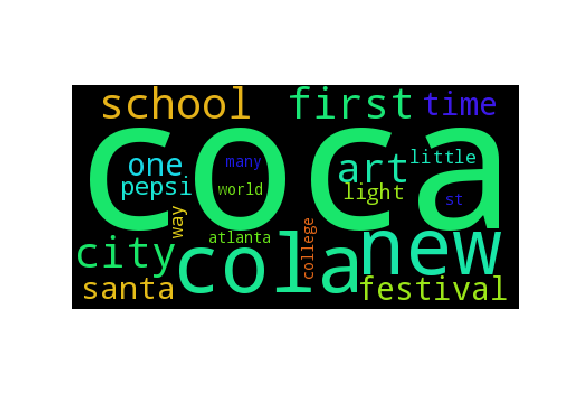 school first time
coca
one many art little
pepsi world light st
way
city atlanta college new
cola
santa festival